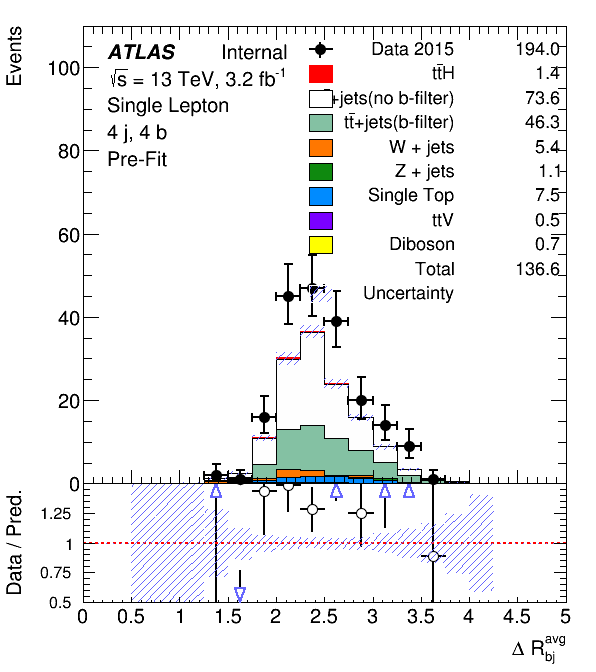 Events
100
80
60
40
20
0
ATLAS Internal
√s = 13 TeV, 3.2 fb⁻¹
Single Lepton
4 j, 4 b
Pre-Fit
Data 2015 194.0
tt̄H 1.4
+jets(no b-filter) 73.6
tt̄+jets(b-filter) 46.3
W + jets 5.4
Z + jets 1.1
Single Top 7.5
ttV 0.5
Diboson 0.7
Total 136.6
Uncertainty
Data / Pred.
1.25
1
0.75
0.5
0 0.5 1 1.5 2 2.5 3 3.5 4 4.5 5
Δ R_bj^avg